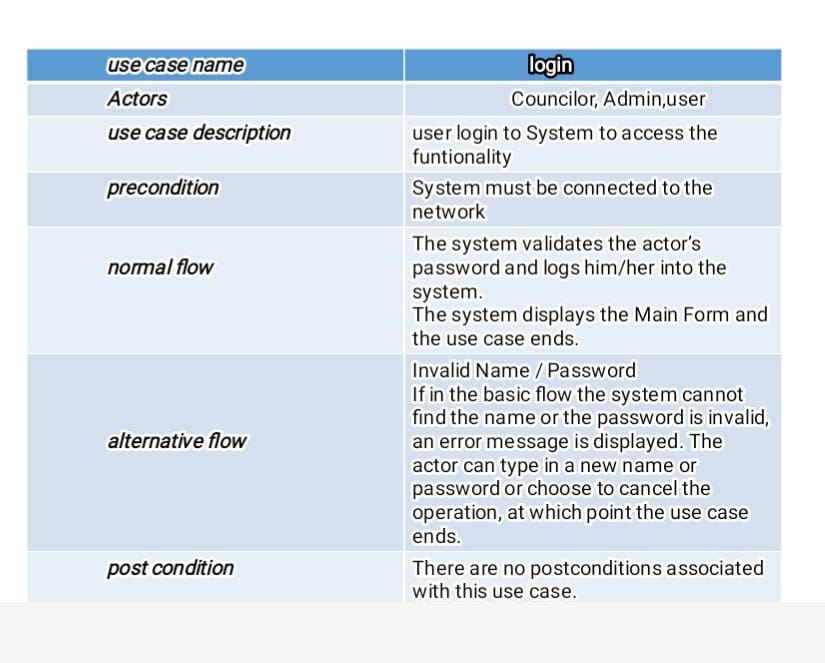 use case name
login
Actors
Councilor, Admin,user
use case description
user login to System to access the
funtionality
precondition
System must be connected to the
network
normal flow
The system validates the actor's
password and logs him/her into the
system.
The system displays the Main Form and
the use case ends.
alternative flow
Invalid Name / Password
If in the basic flow the system cannot
find the name or the password is invalid,
an error message is displayed. The
actor can type in a new name or
password or choose to cancel the
operation, at which point the use case
ends.
post condition
There are no postconditions associated
with this use case.